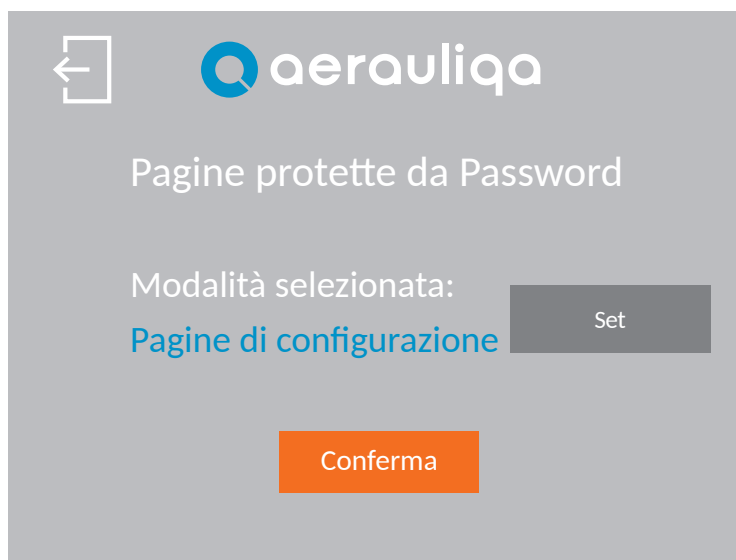 aerauliqa
Pagine protette da Password
Modalità selezionata:
Set
Pagine di configurazione
Conferma